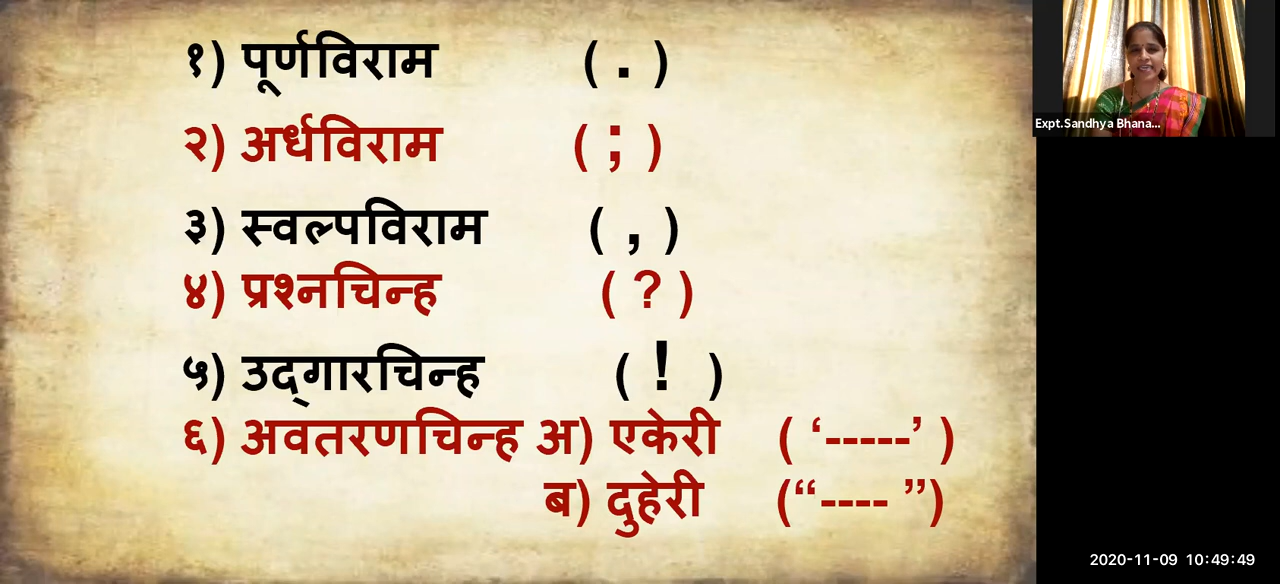 १) पूर्णविराम ( . )
२) अर्धविराम ( ; )
३) स्वल्पविराम ( , )
४) प्रश्नचिन्ह ( ? )
५) उद्‌गारचिन्ह ( ! )
६) अवतरणचिन्ह अ) एकेरी ( ‘-----’ )
ब) दुहेरी (“---- ”)
Expt.Sandhya Bhana...
2020-11-09 10:49:49